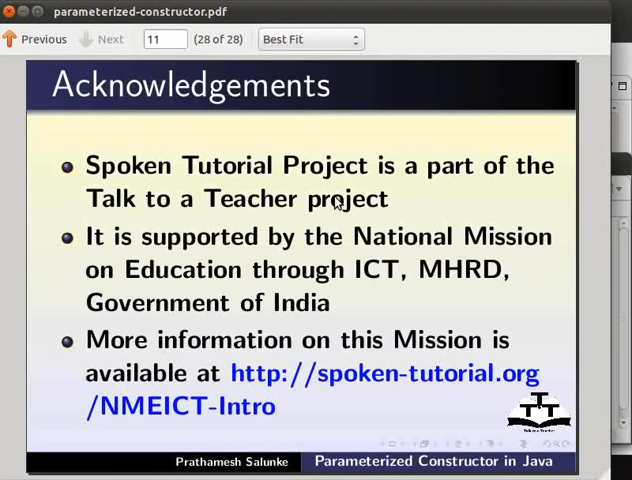 parameterized-constructor.pdf
Previous Next 11 (28 of 28) Best Fit
Acknowledgements
Spoken Tutorial Project is a part of the
Talk to a Teacher project
It is supported by the National Mission
on Education through ICT, MHRD,
Government of India
More information on this Mission is
available at http://spoken-tutorial.org
/NMEICT-Intro
Prathamesh Salunke Parameterized Constructor in Java